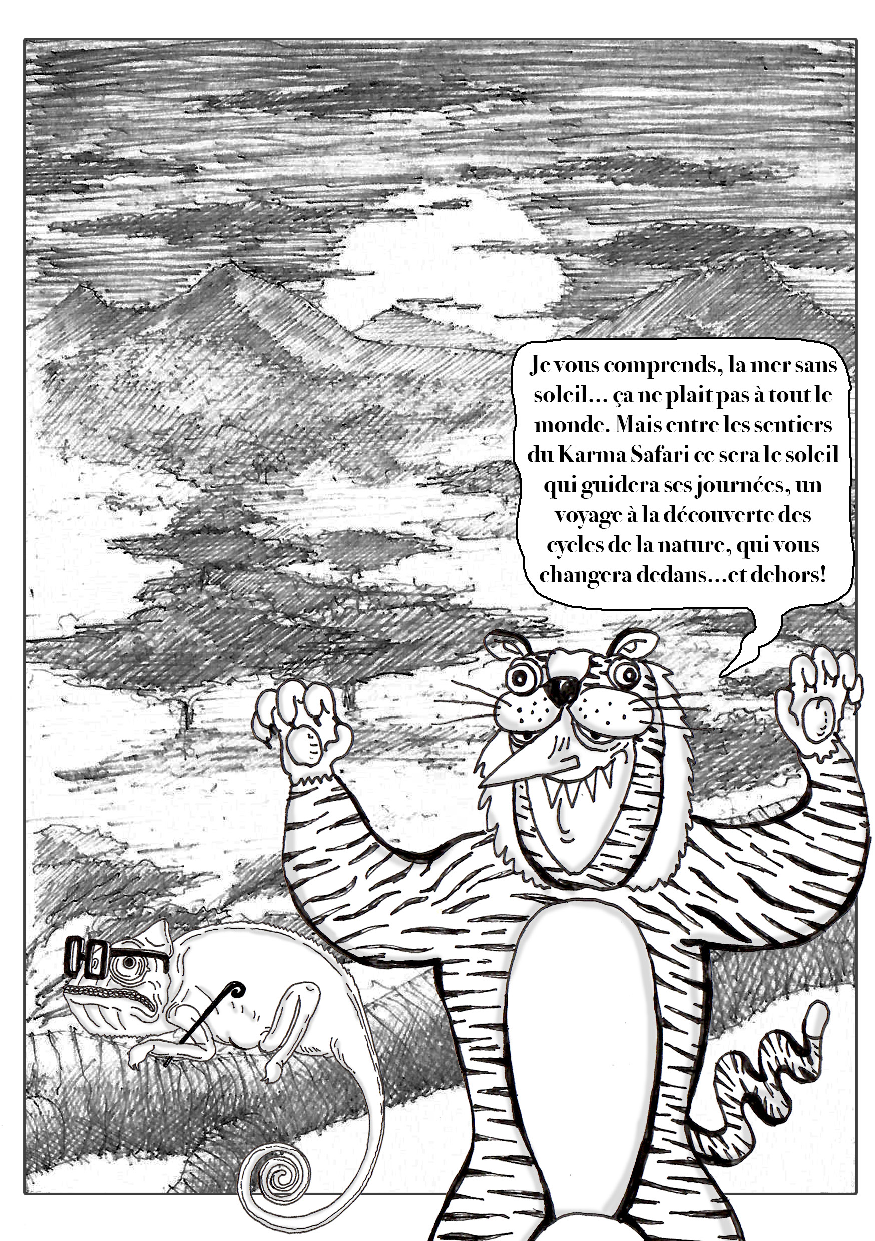 Je vous comprends, la mer sans
soleil... ça ne plait pas à tout le
monde. Mais entre les sentiers
du Karma Safari ce sera le soleil
qui guidera ses journées, un
voyage à la découverte des
cycles de la nature, qui vous
changera dedans...et dehors!